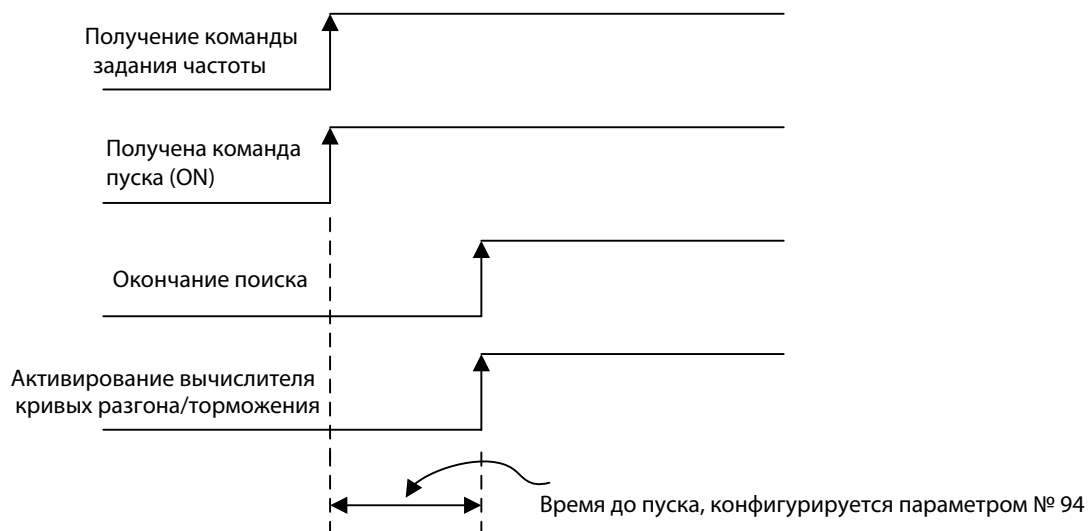 Получение команды
задания частоты
Получена команда
пуска (ON)
Окончание поиска
Активирование вычислителя
кривых разгона/торможения
Время до пуска, конфигурируется параметром № 94